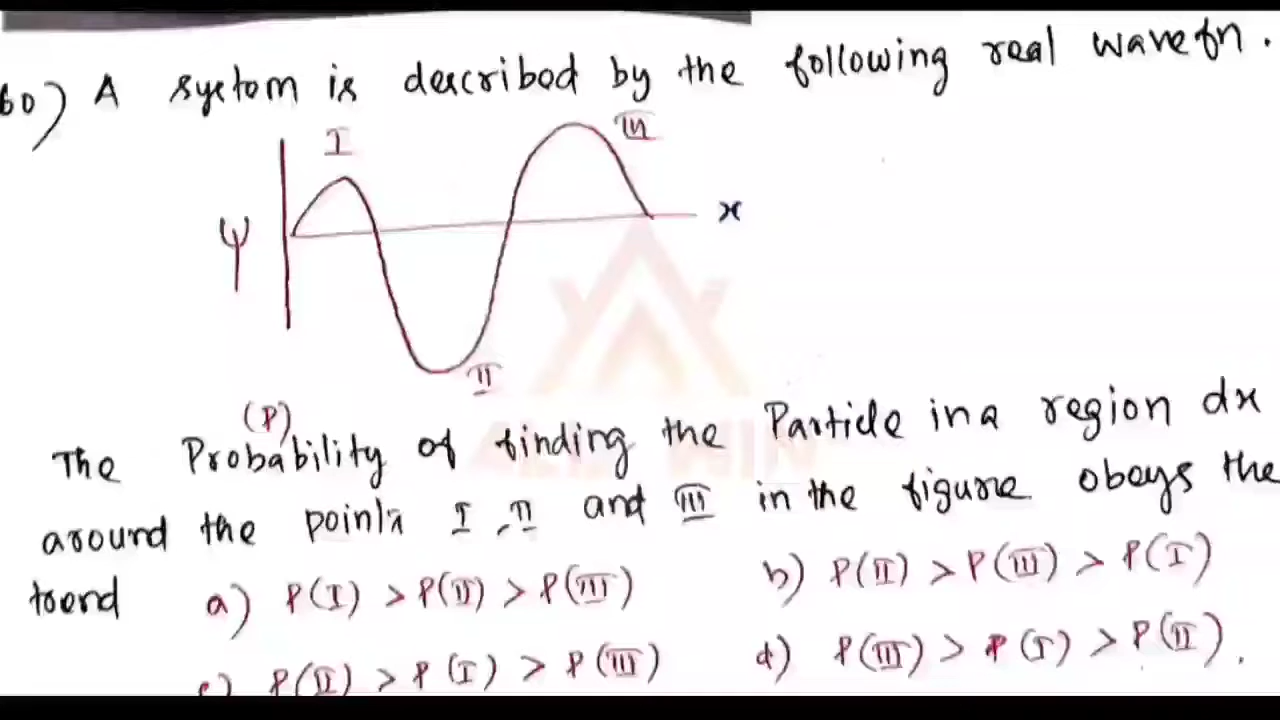 60) A system is described by the following real wavefn.
I
III
ψ
x
II
(P)
The Probability of finding the Particle in a region dx
around the points I, II and III in the figure obeys the
trend a) P(I) > P(II) > P(III) b) P(II) > P(III) > P(I)
c) P(II) > P(I) > P(III) d) P(III) > P(I) > P(II).